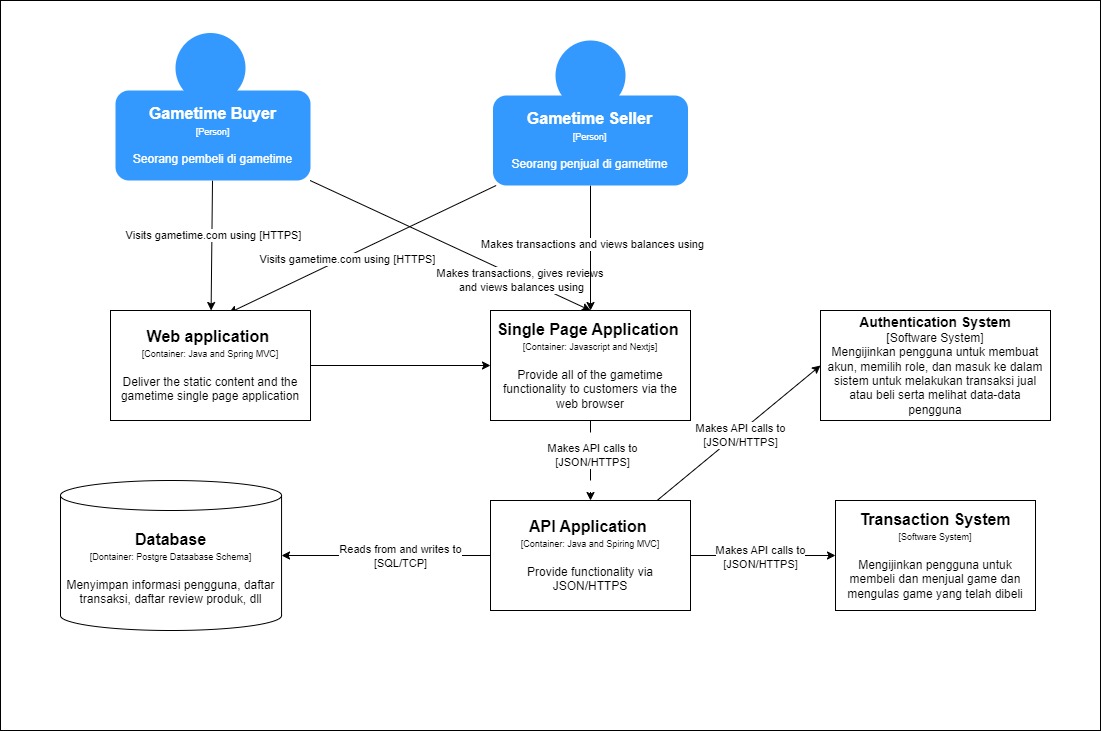 Gametime Buyer
[Person]
Seorang pembeli di gametime
Gametime Seller
[Person]
Seorang penjual di gametime
Visits gametime.com using [HTTPS]
Visits gametime.com using [HTTPS]
Makes transactions and views balances using
Makes transactions, gives reviews
and views balances using
Web application
[Container: Java and Spring MVC]
Deliver the static content and the
gametime single page application
Single Page Application
[Container: Javascript and Nextjs]
Provide all of the gametime
functionality to customers via the
web browser
Authentication System
[Software System]
Mengijinkan pengguna untuk membuat
akun, memilih role, dan masuk ke dalam
sistem untuk melakukan transaksi jual
atau beli serta melihat data-data
pengguna
Makes API calls to
[JSON/HTTPS]
Makes API calls to
[JSON/HTTPS]
Database
[Dontainer: Postgre Dataabase Schema]
Menyimpan informasi pengguna, daftar
transaksi, daftar review produk, dll
Reads from and writes to
[SQL/TCP]
API Application
[Container: Java and Spiring MVC]
Provide functionality via
JSON/HTTPS
Makes API calls to
[JSON/HTTPS]
Transaction System
[Software System]
Mengijinkan pengguna untuk
membeli dan menjual game dan
mengulas game yang telah dibeli